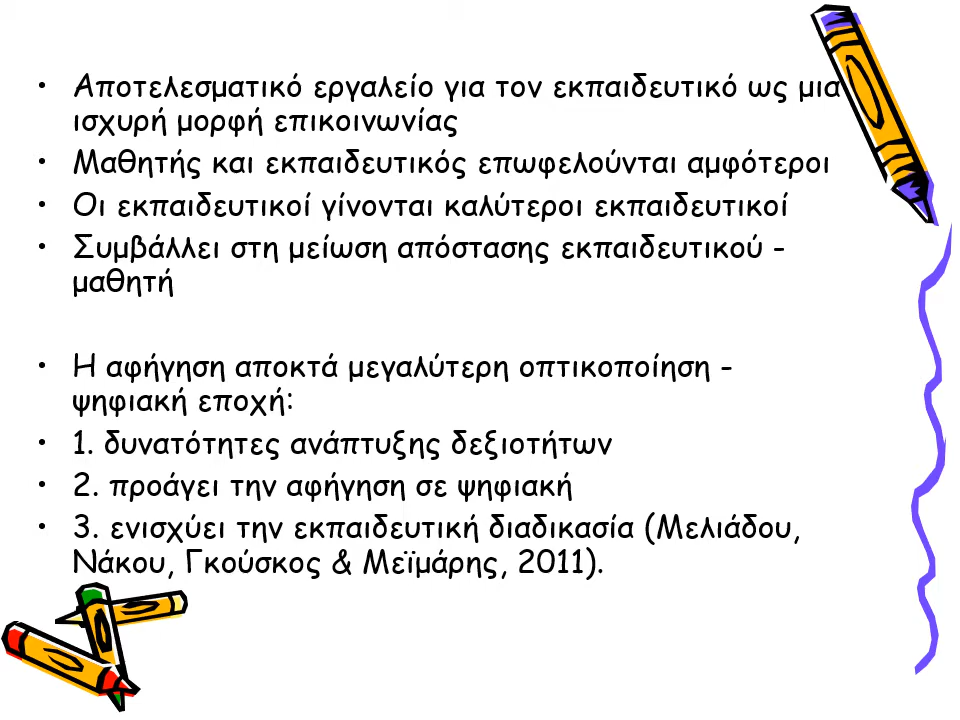 • Αποτελεσματικό εργαλείο για τον εκπαιδευτικό ως μια
ισχυρή μορφή επικοινωνίας
• Μαθητής και εκπαιδευτικός επωφελούνται αμφότεροι
• Οι εκπαιδευτικοί γίνονται καλύτεροι εκπαιδευτικοί
• Συμβάλλει στη μείωση απόστασης εκπαιδευτικού -
μαθητή
• Η αφήγηση αποκτά μεγαλύτερη οπτικοποίηση -
ψηφιακή εποχή:
• 1. δυνατότητες ανάπτυξης δεξιοτήτων
• 2. προάγει την αφήγηση σε ψηφιακή
• 3. ενισχύει την εκπαιδευτική διαδικασία (Μελιάδου,
Νάκου, Γκούσκος & Μεϊμάρης, 2011).